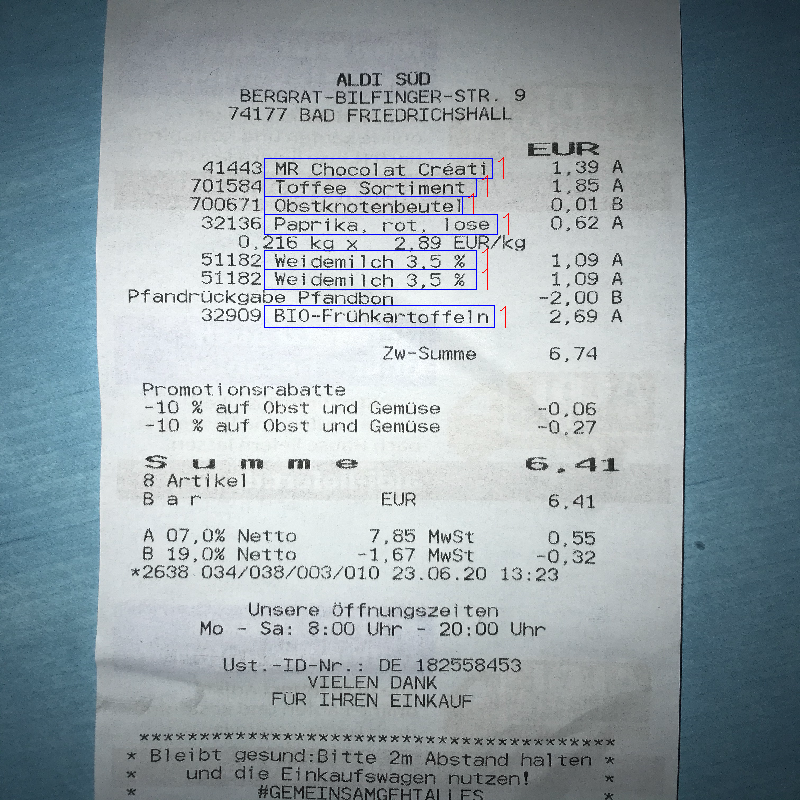 ALDI SÜD
BERGRAT-BILFINGER-STR. 9
74177 BAD FRIEDRICHSHALL
EUR
41443 MR Chocolat Créati 1 1,39 A
701584 Toffee Sortiment 1 1,85 A
700671 Obstknotenbeutel 1 0,01 B
32136 Paprika, rot, lose 1 0,62 A
0,216 kg x 2,89 EUR/kg
51182 Weidemilch 3,5 % 1 1,09 A
51182 Weidemilch 3,5 % 1 1,09 A
Pfandrückgabe Pfandbon -2,00 B
32909 BIO-Frühkartoffeln 1 2,69 A
Zw-Summe 6,74
Promotionsrabatte
-10 % auf Obst und Gemüse -0,06
-10 % auf Obst und Gemüse -0,27
Summe 6,41
8 Artikel
Bar EUR 6,41
A 07,0% Netto 7,85 MwSt 0,55
B 19,0% Netto -1,67 MwSt -0,32
*2638 034/038/003/010 23.06.20 13:23
Unsere Öffnungszeiten
Mo - Sa: 8:00 Uhr - 20:00 Uhr
Ust.-ID-Nr.: DE 182558453
VIELEN DANK
FÜR IHREN EINKAUF
****************************************
* Bleibt gesund:Bitte 2m Abstand halten *
* und die Einkaufswagen nutzen! *
* #GEMEINSAMGEHTALLES *